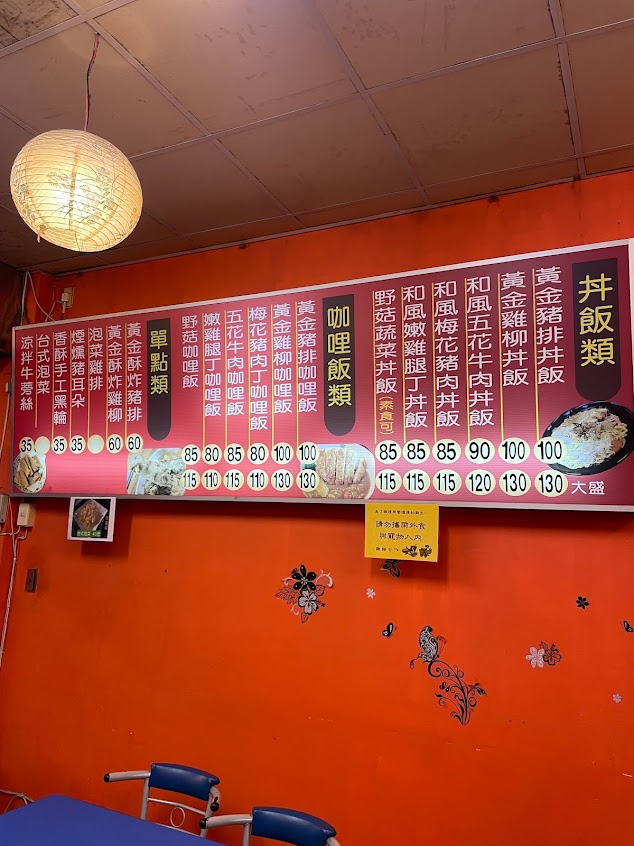 丼飯類
黃金豬排丼飯 100 130 大盛
黃金雞柳丼飯 100 130
和風五花牛肉丼飯 90 120
和風梅花豬肉丼飯 85 115
和風嫩雞腿丁丼飯 85 115
野菇蔬菜丼飯(素食可) 85 115
咖哩飯類
黃金豬排咖哩飯 100 130
黃金雞柳咖哩飯 100 130
梅花豬肉丁咖哩飯 80 110
五花牛肉咖哩飯 85 115
嫩雞腿丁咖哩飯 80 110
野菇咖哩飯 85 115
單點類
黃金酥炸豬排 60
黃金酥炸雞柳 60
泡菜雞排
煙燻豬耳朵 35
香酥手工黑輪 35
台式泡菜
涼拌牛蒡絲 35
請勿攜帶外食
與寵物入內